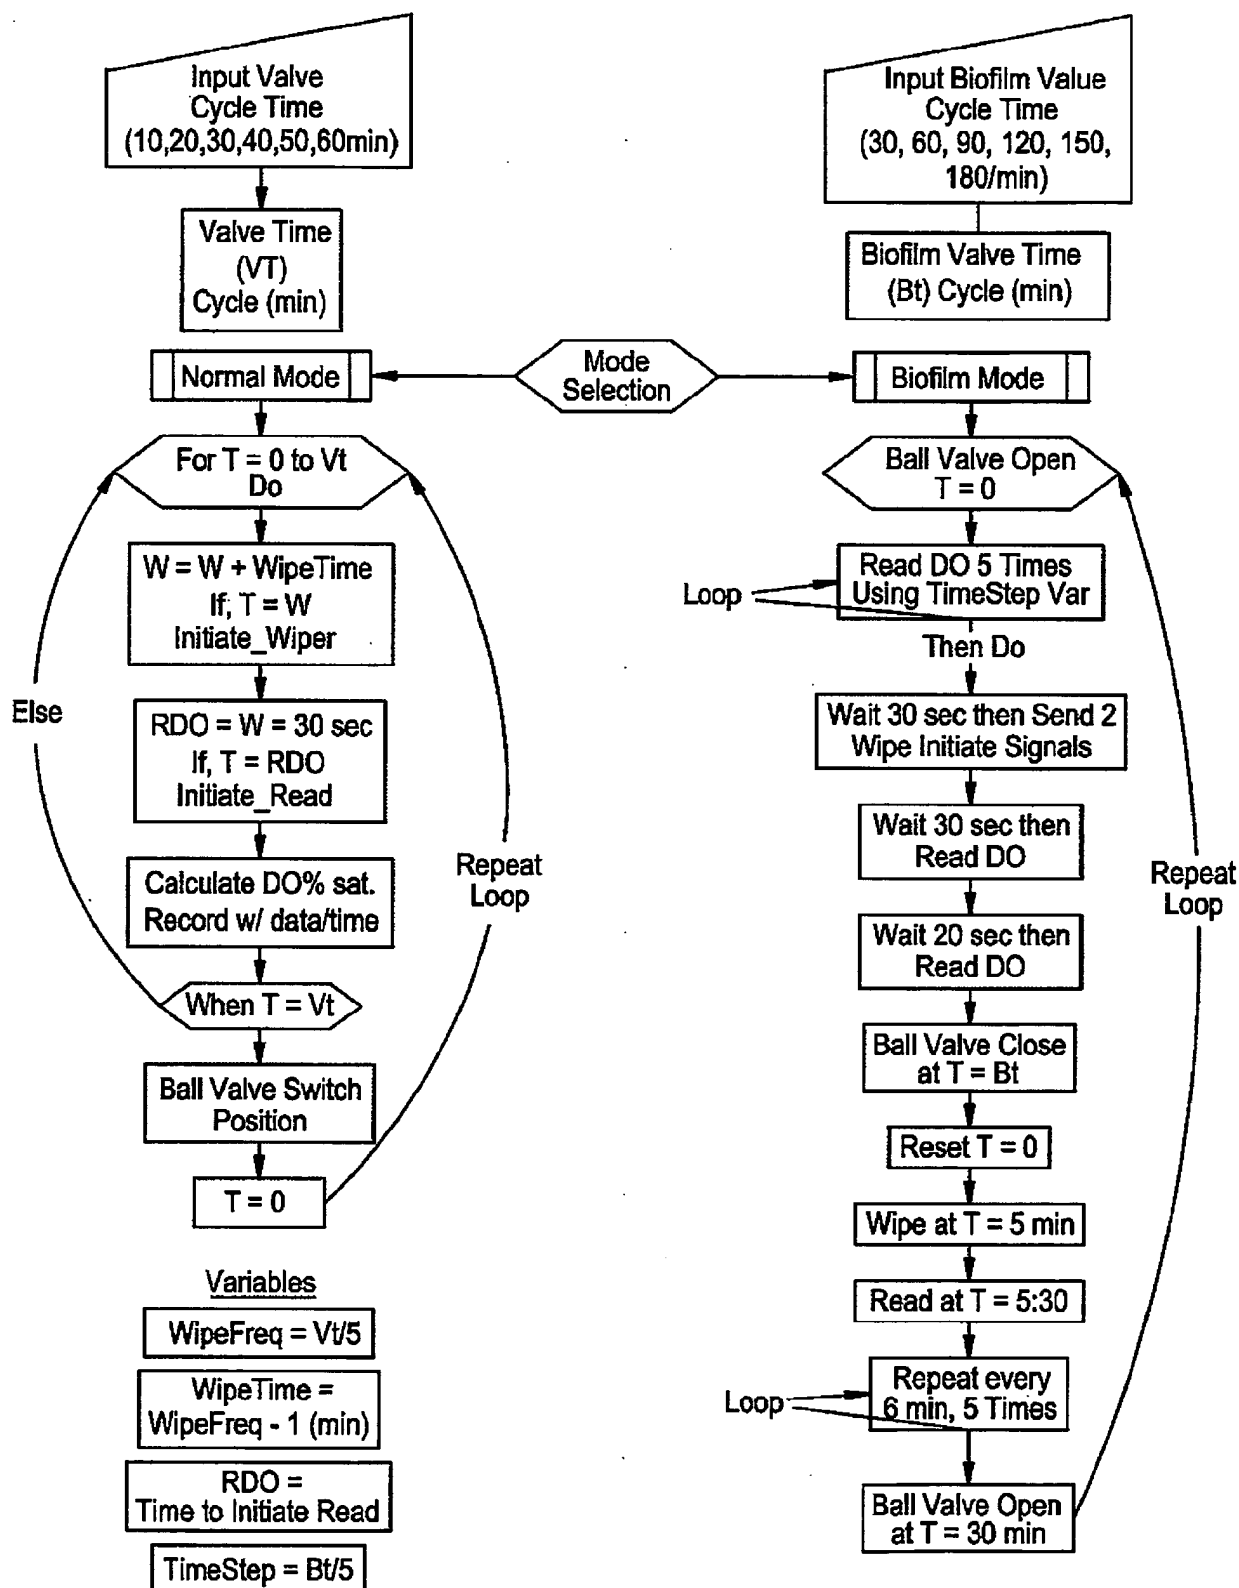 Input Valve
Cycle Time
(10,20,30,40,50,60min)
Valve Time
(VT)
Cycle (min)
Normal Mode
For T = 0 to Vt
Do
W = W + WipeTime
If, T = W
Initiate_Wiper
RDO = W = 30 sec
If, T = RDO
Initiate_Read
Calculate DO% sat.
Record w/ data/time
When T = Vt
Ball Valve Switch
Position
T = 0
Else
Repeat
Loop
Variables
WipeFreq = Vt/5
WipeTime =
WipeFreq - 1 (min)
RDO =
Time to Initiate Read
TimeStep = Bt/5
Mode
Selection
Input Biofilm Value
Cycle Time
(30, 60, 90, 120, 150,
180/min)
Biofilm Valve Time
(Bt) Cycle (min)
Biofilm Mode
Ball Valve Open
T = 0
Read DO 5 Times
Using TimeStep Var
Loop
Then Do
Wait 30 sec then Send 2
Wipe Initiate Signals
Wait 30 sec then
Read DO
Wait 20 sec then
Read DO
Ball Valve Close
at T = Bt
Reset T = 0
Wipe at T = 5 min
Read at T = 5:30
Repeat every
6 min, 5 Times
Loop
Ball Valve Open
at T = 30 min
Repeat
Loop